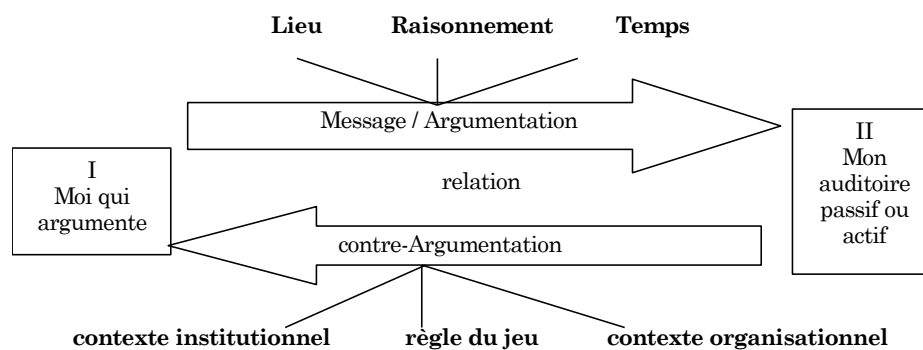 Lieu Raisonnement Temps
Message / Argumentation
I
Moi qui
argumente
relation
II
Mon
auditoire
passif ou
actif
contre-Argumentation
contexte institutionnel règle du jeu contexte organisationnel